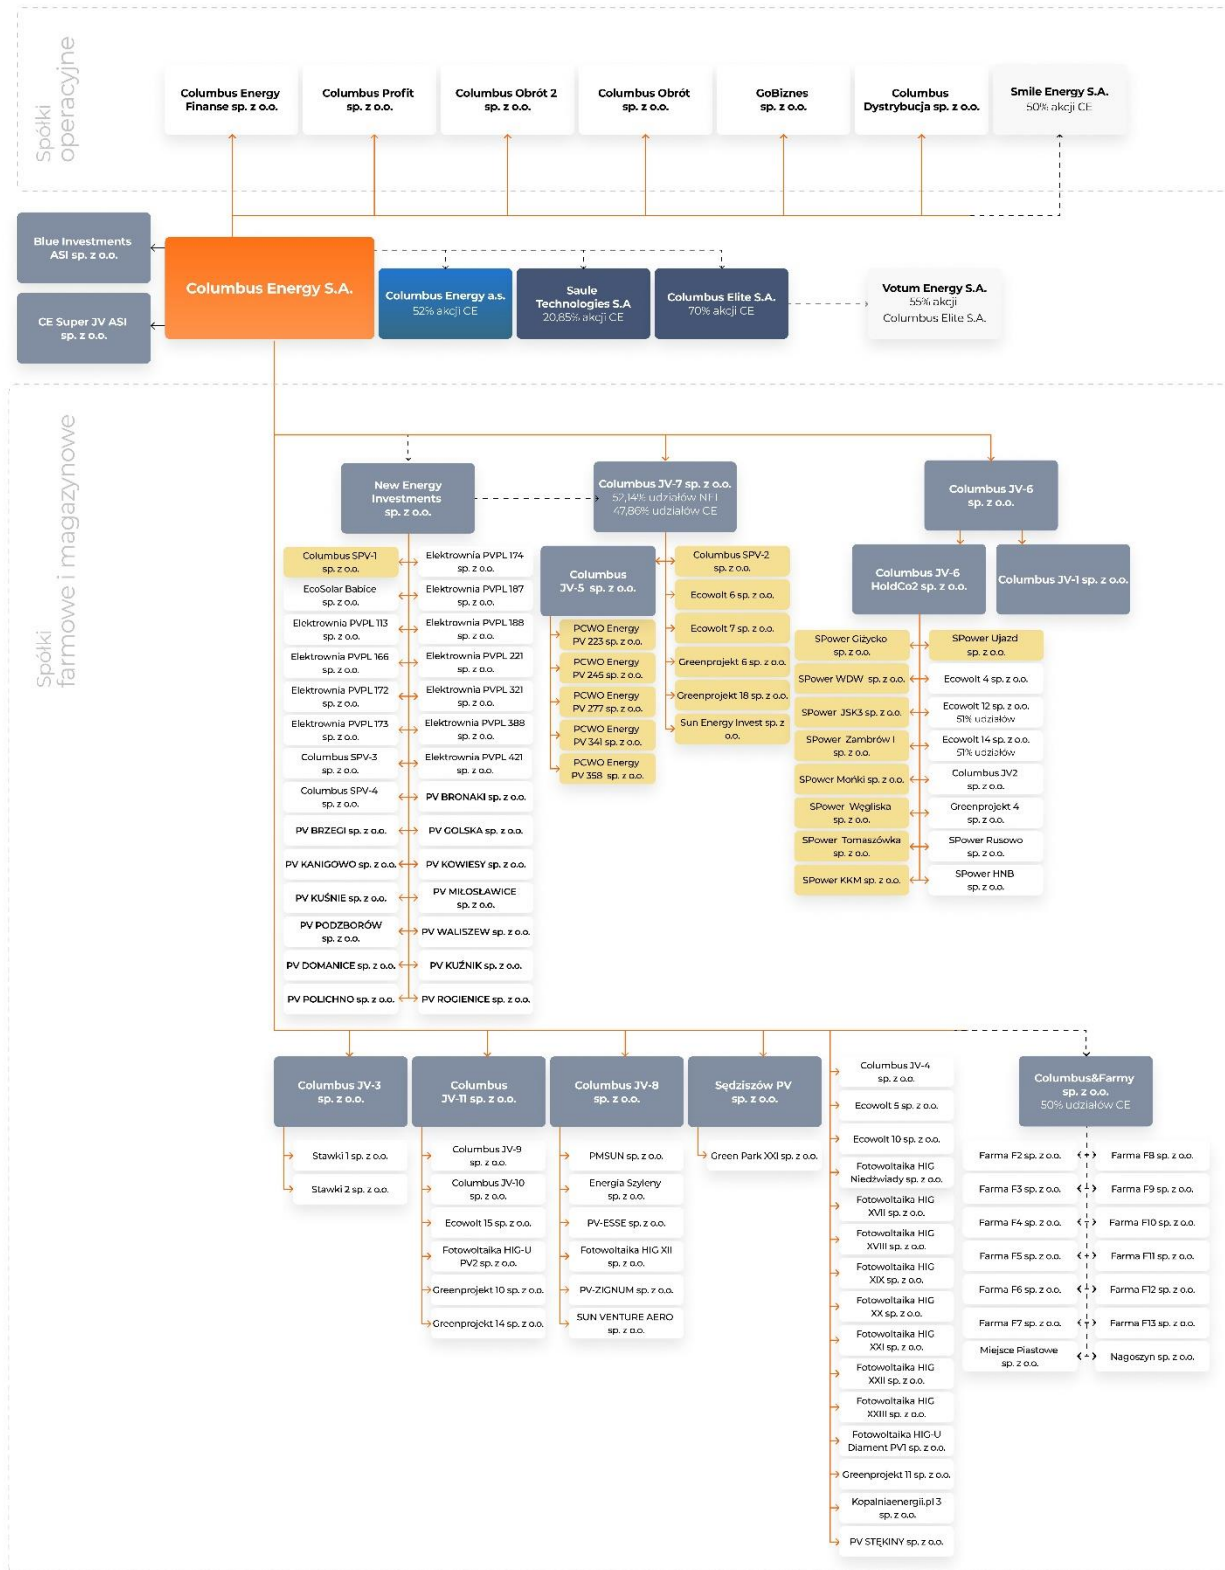 Spółki
operacyjne
Columbus Energy
Finanse sp. z o.o.
Columbus Profit
sp. z o.o.
Columbus Obrót 2
sp. z o.o.
Columbus Obrót
sp. z o.o.
GoBiznes
sp. z o.o.
Columbus
Dystrybucja sp. z o.o.
Smile Energy S.A.
50% akcji CE
Blue Investments
ASI sp. z o.o.
CE Super JV ASI
sp. z o.o.
Columbus Energy S.A.
Columbus Energy a.s.
52% akcji CE
Saule
Technologies S.A
20,85% akcji CE
Columbus Elite S.A.
70% akcji CE
Votum Energy S.A.
55% akcji
Columbus Elite S.A.
Spółki
farmowe i magazynowe
New Energy
Investments
sp. z o.o.
Columbus SPV-1
sp. z o.o.
Elektrownia PVPL 174
sp. z o.o.
EcoSolar Babice
sp. z o.o.
Elektrownia PVPL 187
sp. z o.o.
Elektrownia PVPL 113
sp. z o.o.
Elektrownia PVPL 188
sp. z o.o.
Elektrownia PVPL 166
sp. z o.o.
Elektrownia PVPL 221
sp. z o.o.
Elektrownia PVPL 172
sp. z o.o.
Elektrownia PVPL 321
sp. z o.o.
Elektrownia PVPL 173
sp. z o.o.
Elektrownia PVPL 388
sp. z o.o.
Columbus SPV-3
sp. z o.o.
Elektrownia PVPL 421
sp. z o.o.
Columbus SPV-4
sp. z o.o.
PV BRONAKI sp. z o.o.
PV BRZEGI sp. z o.o.
PV GOLSKA sp. z o.o.
PV KANIGOWO sp. z o.o.
PV KOWIESY sp. z o.o.
PV KUŚNIE sp. z o.o.
PV MIŁOSŁAWICE
sp. z o.o.
PV PODZBORÓW
sp. z o.o.
PV WALISZEW sp. z o.o.
PV DOMANICE sp. z o.o.
PV KUŹNIK sp. z o.o.
PV POLICHNO sp. z o.o.
PV ROGIENICE sp. z o.o.
Columbus JV-7 sp. z o.o.
52,14% udziałów NEI
47,86% udziałów CE
Columbus
JV-5 sp. z o.o.
PCWO Energy
PV 223 sp. z o.o.
PCWO Energy
PV 245 sp. z o.o.
PCWO Energy
PV 277 sp. z o.o.
PCWO Energy
PV 341 sp. z o.o.
PCWO Energy
PV 358 sp. z o.o.
Columbus SPV-2
sp. z o.o.
Ecowolt 6 sp. z o.o.
Ecowolt 7 sp. z o.o.
Greenprojekt 6 sp. z o.o.
Greenprojekt 18 sp. z o.o.
Sun Energy Invest sp. z
o.o.
Columbus JV-6
sp. z o.o.
Columbus JV-6
HoldCo2 sp. z o.o.
Columbus JV-1 sp. z o.o.
SPower Giżycko
sp. z o.o.
SPower Ujazd
sp. z o.o.
SPower WDW sp. z o.o.
Ecowolt 4 sp. z o.o.
SPower JSK3 sp. z o.o.
Ecowolt 12 sp. z o.o.
51% udziałów
SPower Zambrów I
sp. z o.o.
Ecowolt 14 sp. z o.o.
51% udziałów
SPower Mońki sp. z o.o.
Columbus JV2
sp. z o.o.
SPower Węgliska
sp. z o.o.
Greenprojekt 4
sp. z o.o.
SPower Tomaszówka
sp. z o.o.
SPower Rusowo
sp. z o.o.
SPower KKM sp. z o.o.
SPower HNB
sp. z o.o.
Columbus JV-3
sp. z o.o.
Stawki 1 sp. z o.o.
Stawki 2 sp. z o.o.
Columbus
JV-11 sp. z o.o.
Columbus JV-9
sp. z o.o.
Columbus JV-10
sp. z o.o.
Ecowolt 15 sp. z o.o.
Fotowoltaika HIG-U
PV2 sp. z o.o.
Greenprojekt 10 sp. z o.o.
Greenprojekt 14 sp. z o.o.
Columbus JV-8
sp. z o.o.
PMSUN sp. z o.o.
Energia Szyleny
sp. z o.o.
PV-ESSE sp. z o.o.
Fotowoltaika HIG XII
sp. z o.o.
PV-ZIGNUM sp. z o.o.
SUN VENTURE AERO
sp. z o.o.
Sędziszów PV
sp. z o.o.
Green Park XXI sp. z o.o.
Columbus JV-4
sp. z o.o.
Ecowolt 5 sp. z o.o.
Ecowolt 10 sp. z o.o.
Fotowoltaika HIG
Niedźwiady sp. z o.o.
Fotowoltaika HIG
XVII sp. z o.o.
Fotowoltaika HIG
XVIII sp. z o.o.
Fotowoltaika HIG
XIX sp. z o.o.
Fotowoltaika HIG
XX sp. z o.o.
Fotowoltaika HIG
XXI sp. z o.o.
Fotowoltaika HIG
XXII sp. z o.o.
Fotowoltaika HIG
XXIII sp. z o.o.
Fotowoltaika HIG-U
Diament PV1 sp. z o.o.
Greenprojekt 11 sp. z o.o.
Kopalniaenergii.pl 3
sp. z o.o.
PV STĘKINY sp. z o.o.
Columbus&Farmy
sp. z o.o.
50% udziałów CE
Farma F2 sp. z o.o.
Farma F8 sp. z o.o.
Farma F3 sp. z o.o.
Farma F9 sp. z o.o.
Farma F4 sp. z o.o.
Farma F10 sp. z o.o.
Farma F5 sp. z o.o.
Farma F11 sp. z o.o.
Farma F6 sp. z o.o.
Farma F12 sp. z o.o.
Farma F7 sp. z o.o.
Farma F13 sp. z o.o.
Miejsce Piastowe
sp. z o.o.
Nagoszyn sp. z o.o.